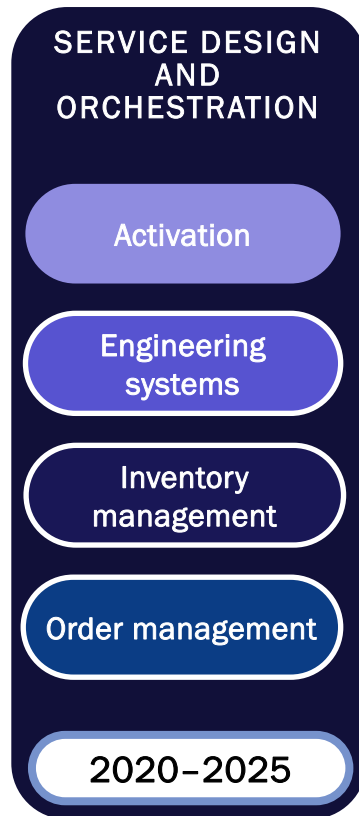 SERVICE DESIGN
AND
ORCHESTRATION
Activation
Engineering
systems
Inventory
management
Order management
2020–2025